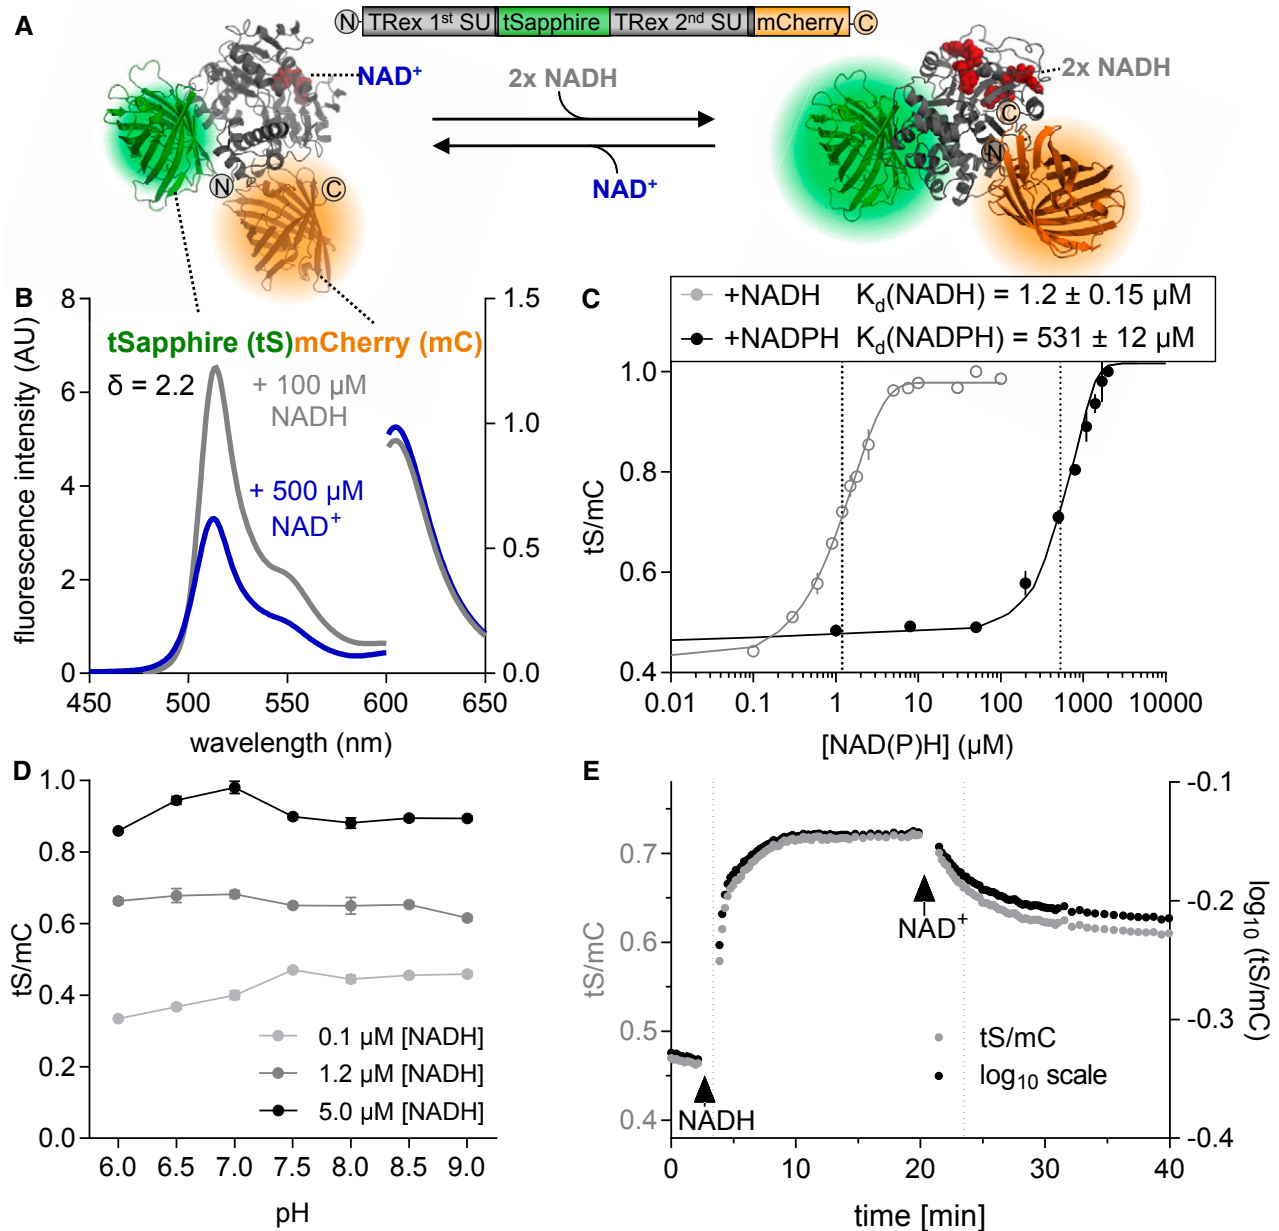 A
N TRex 1st SU tSapphire TRex 2nd SU mCherry C
NAD+
2x NADH
2x NADH
NAD+
N
C
C
N
B
8
6
4
2
0
1.5
1.0
0.5
0.0
fluorescence intensity (AU)
tSapphire (tS) mCherry (mC)
δ = 2.2
+ 100 µM
NADH
+ 500 µM
NAD+
450 500 550 600 650
wavelength (nm)
C
+NADH Kd(NADH) = 1.2 ± 0.15 µM
+NADPH Kd(NADPH) = 531 ± 12 µM
1.0
0.8
0.6
0.4
tS/mC
0.01 0.1 1 10 100 1000 10000
[NAD(P)H] (µM)
D
1.0
0.8
0.6
0.4
0.2
0.0
tS/mC
0.1 µM [NADH]
1.2 µM [NADH]
5.0 µM [NADH]
6.0 6.5 7.0 7.5 8.0 8.5 9.0
pH
E
0.7
0.6
0.5
0.4
tS/mC
-0.1
-0.2
-0.3
-0.4
log10 (tS/mC)
NADH
NAD+
tS/mC
log10 scale
0 10 20 30 40
time [min]